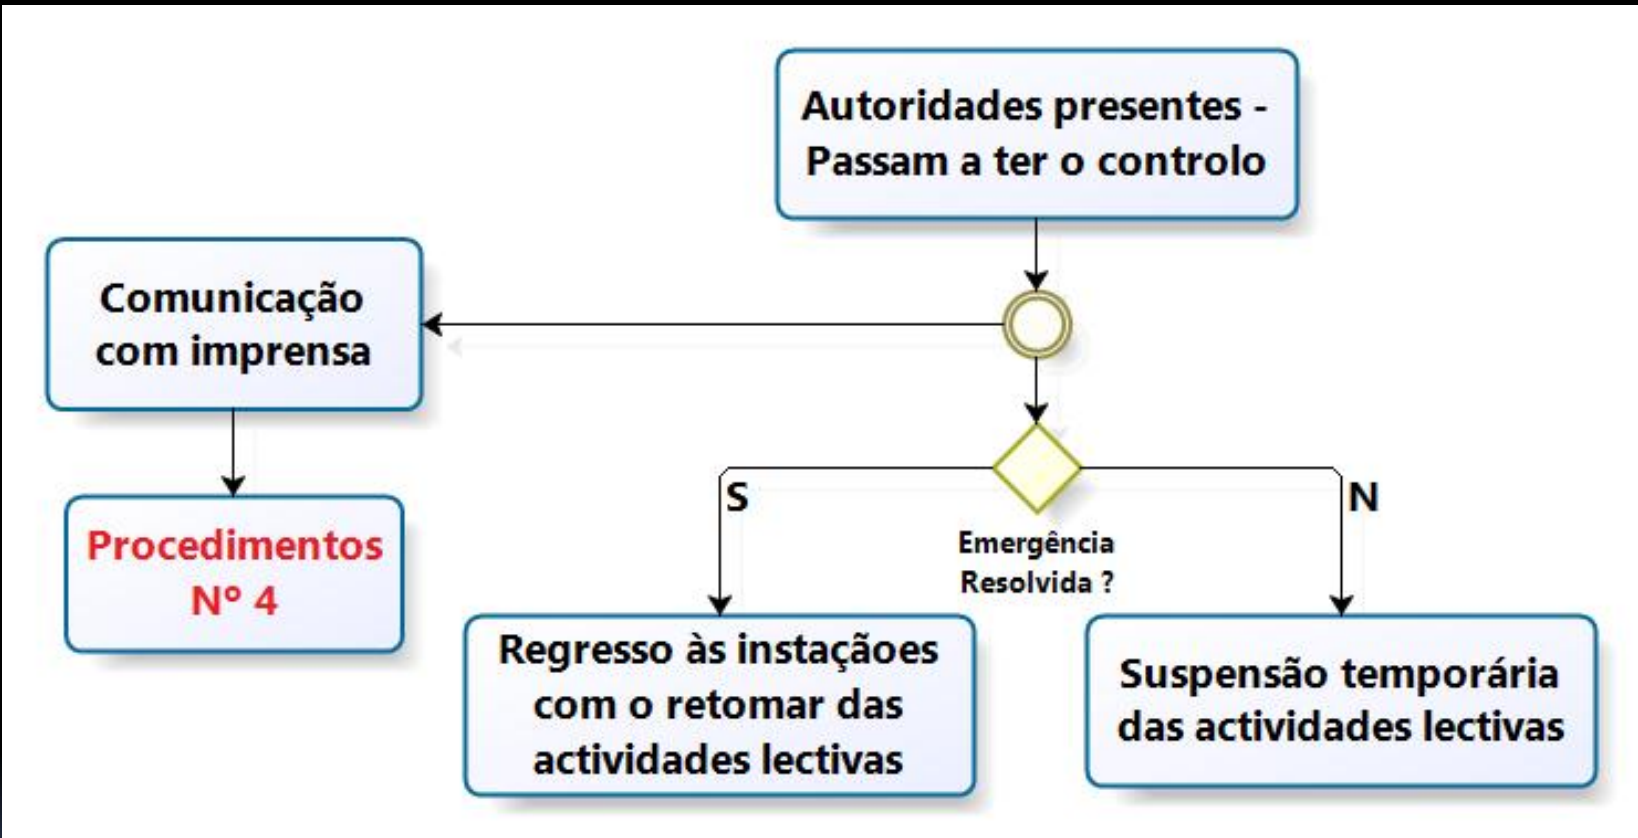 Autoridades presentes -
Passam a ter o controlo
Comunicação
com imprensa
Procedimentos
Nº 4
S
N
Emergência
Resolvida ?
Regresso às instaçãoes
com o retomar das
actividades lectivas
Suspensão temporária
das actividades lectivas